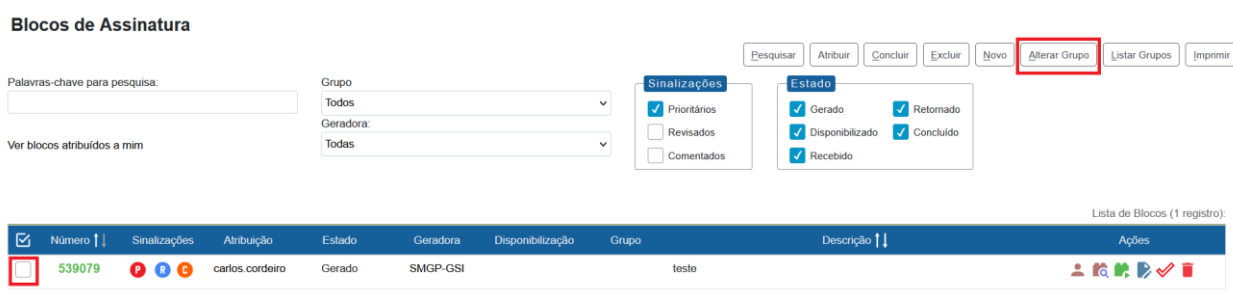 Blocos de Assinatura
Pesquisar Atribuir Concluir Excluir Novo Alterar Grupo Listar Grupos Imprimir
Palavras-chave para pesquisa: Grupo Sinalizações Estado
Todos Prioritários Gerado Retornado
Geradora: Revisados Disponibilizado Concluído
Ver blocos atribuídos a mim Todas Comentados Recebido
Lista de Blocos (1 registro):
Número Sinalizações Atribuição Estado Geradora Disponibilização Grupo Descrição Ações
539079 P R C carlos.cordeiro Gerado SMGP-GSI teste